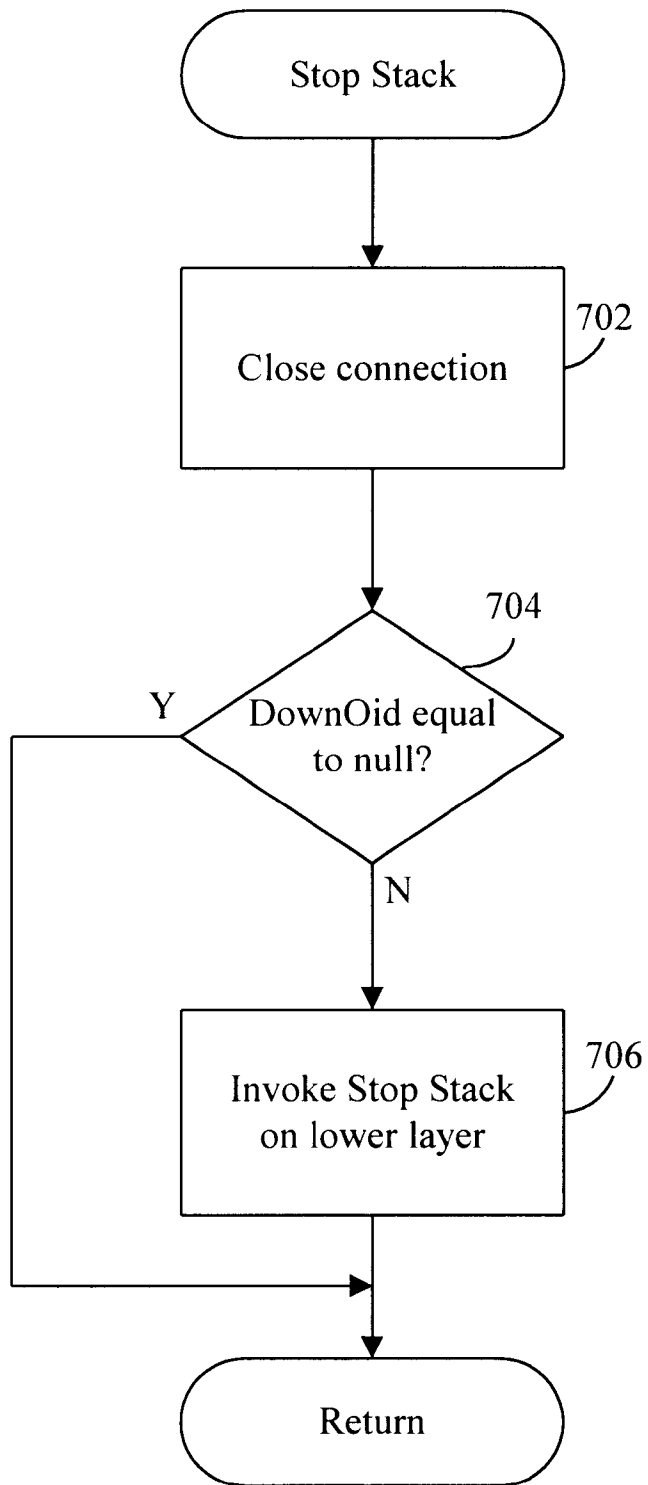 Stop Stack
702
Close connection
704
Y
DownOid equal
to null?
N
706
Invoke Stop Stack
on lower layer
Return